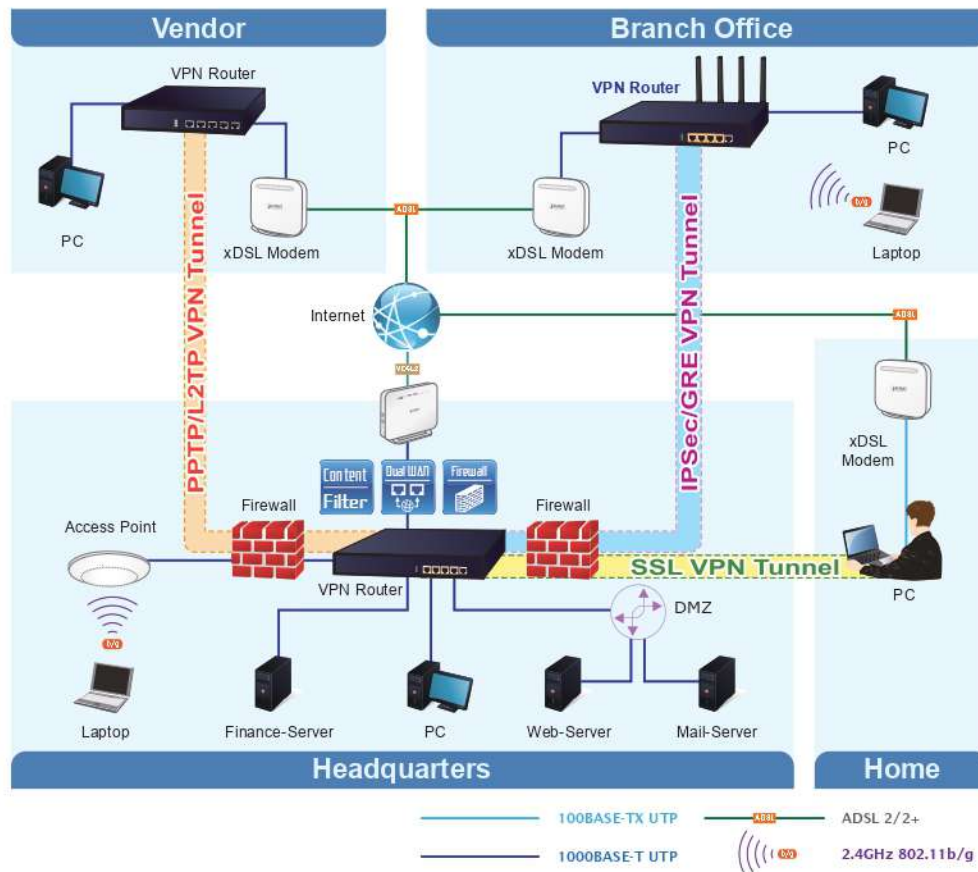 Vendor
Branch Office
VPN Router
VPN Router
PC
PC
b/g
ADSL
xDSL Modem
xDSL Modem
Laptop
PPTP/L2TP VPN Tunnel
IPSec/GRE VPN Tunnel
Internet
ADSL
xDSL
Modem
Content
Filter
Dual WAN
Firewall
Firewall
Firewall
Access Point
VPN Router
SSL VPN Tunnel
PC
DMZ
b/g
Laptop
Finance-Server
PC
Web-Server
Mail-Server
Headquarters
Home
100BASE-TX UTP
ADSL
ADSL 2/2+
1000BASE-T UTP
b/g
2.4GHz 802.11b/g